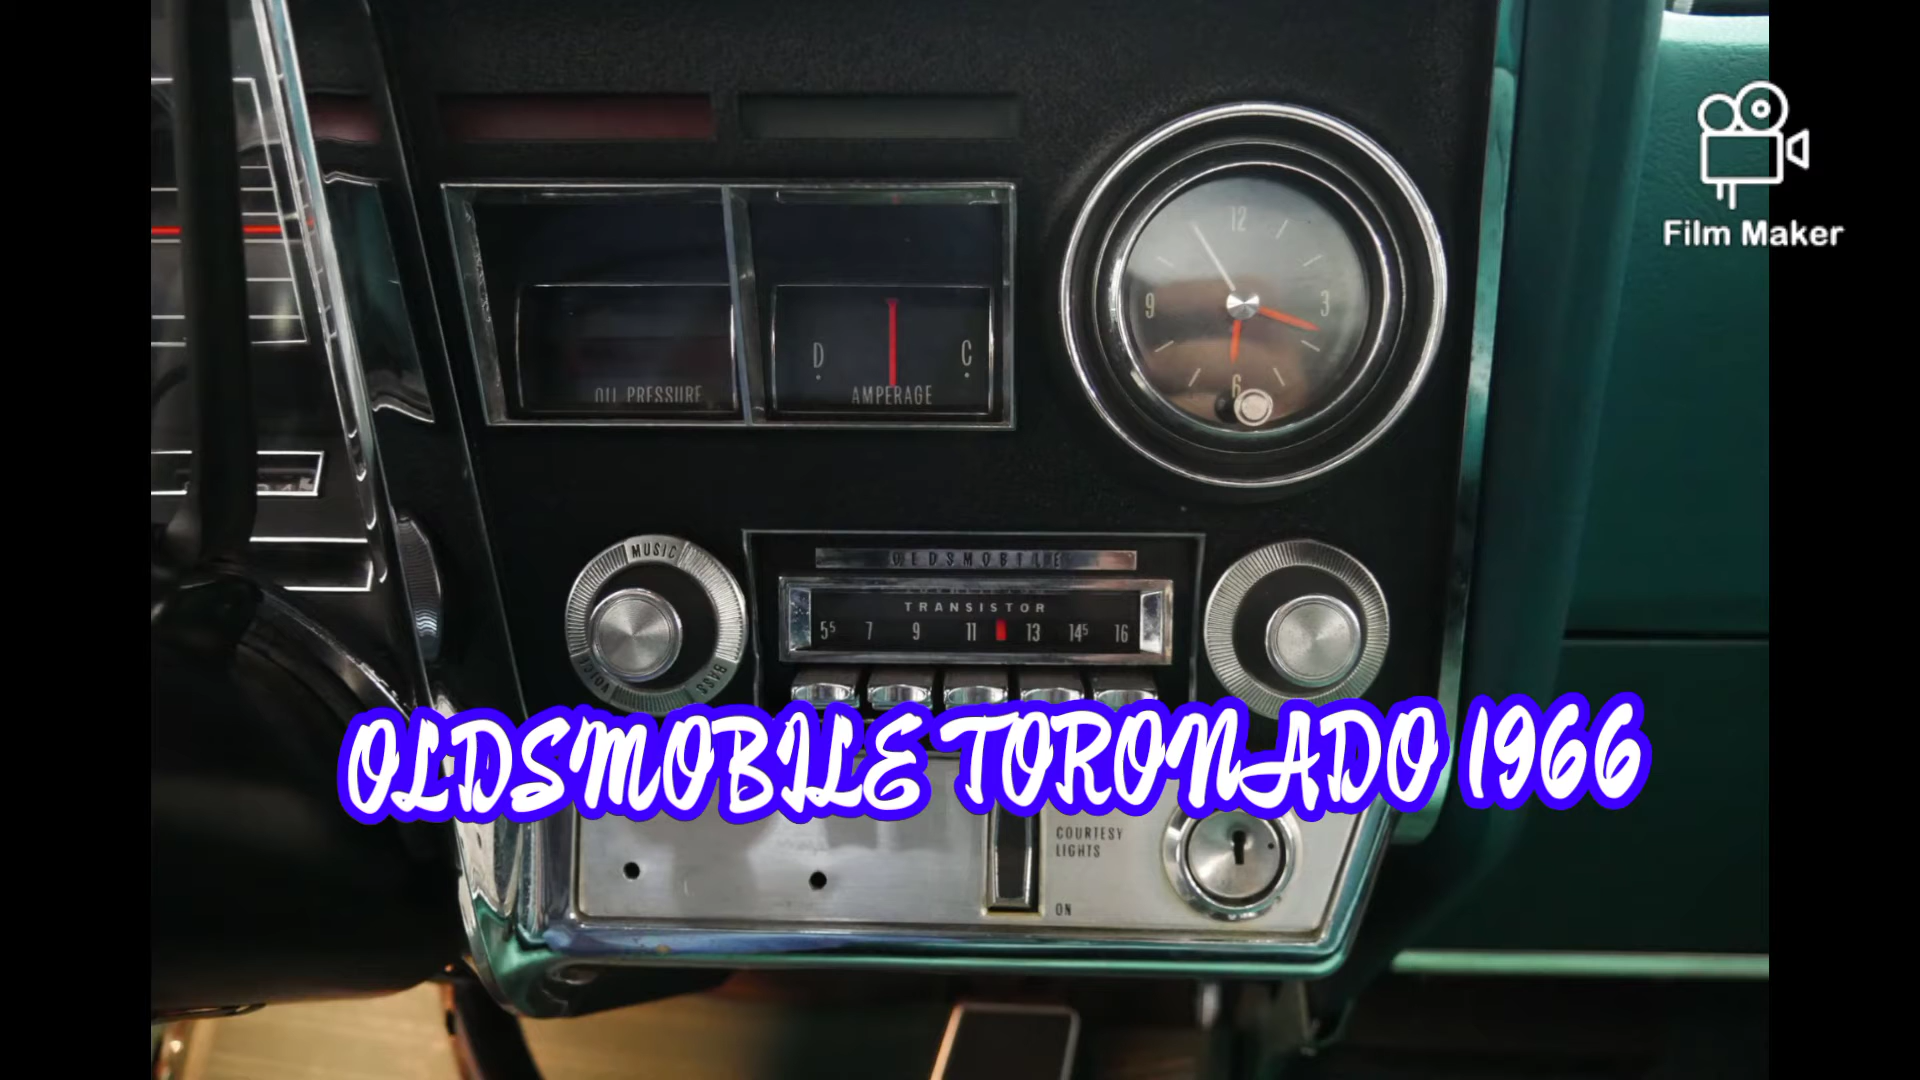 12
9 3
6
Film Maker
D C
OIL PRESSURE AMPERAGE
MUSIC
VOICE
BASS
OLDSMOBILE
TRANSISTOR
5⁵ 7 9 11 13 14⁵ 16
OLDSMOBILE TORONADO 1966
COURTESY
LIGHTS
ON